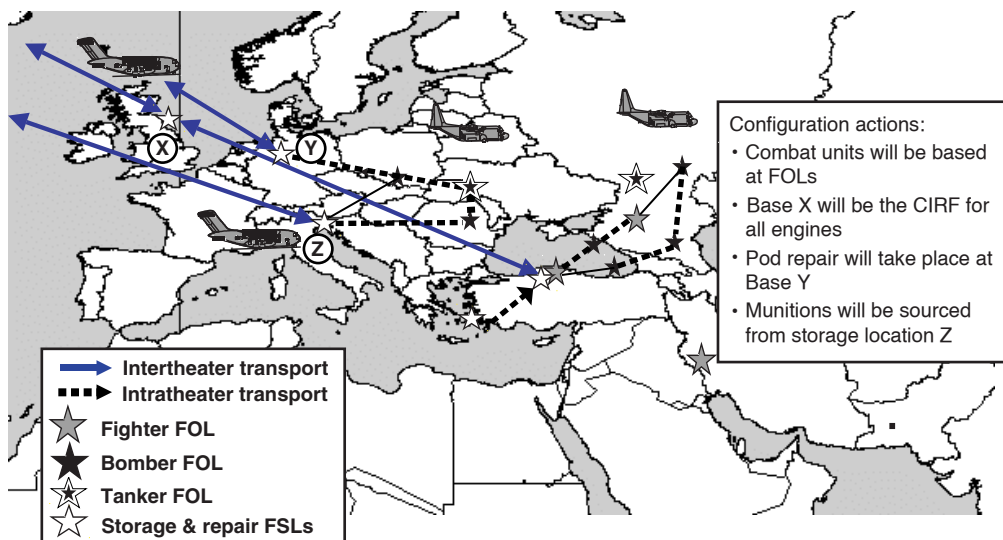 X
Y
Z
Configuration actions:
• Combat units will be based
at FOLs
• Base X will be the CIRF for
all engines
• Pod repair will take place at
Base Y
• Munitions will be sourced
from storage location Z
Intertheater transport
Intratheater transport
Fighter FOL
Bomber FOL
Tanker FOL
Storage & repair FSLs